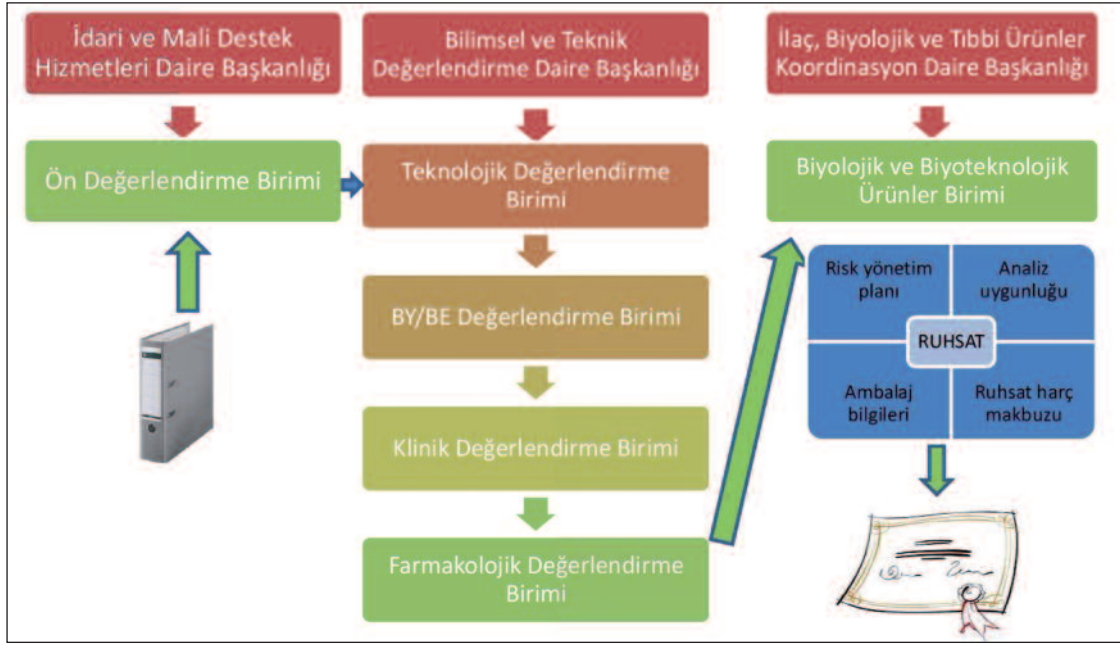 İdari ve Mali Destek
Hizmetleri Daire Başkanlığı
Ön Değerlendirme Birimi
Bilimsel ve Teknik
Değerlendirme Daire Başkanlığı
Teknolojik Değerlendirme
Birimi
BY/BE Değerlendirme Birimi
Klinik Değerlendirme Birimi
Farmakolojik Değerlendirme
Birimi
İlaç, Biyolojik ve Tıbbi Ürünler
Koordinasyon Daire Başkanlığı
Biyolojik ve Biyoteknolojik
Ürünler Birimi
Risk yönetim
planı
Analiz
uygunluğu
RUHSAT
Ambalaj
bilgileri
Ruhsat harç
makbuzu